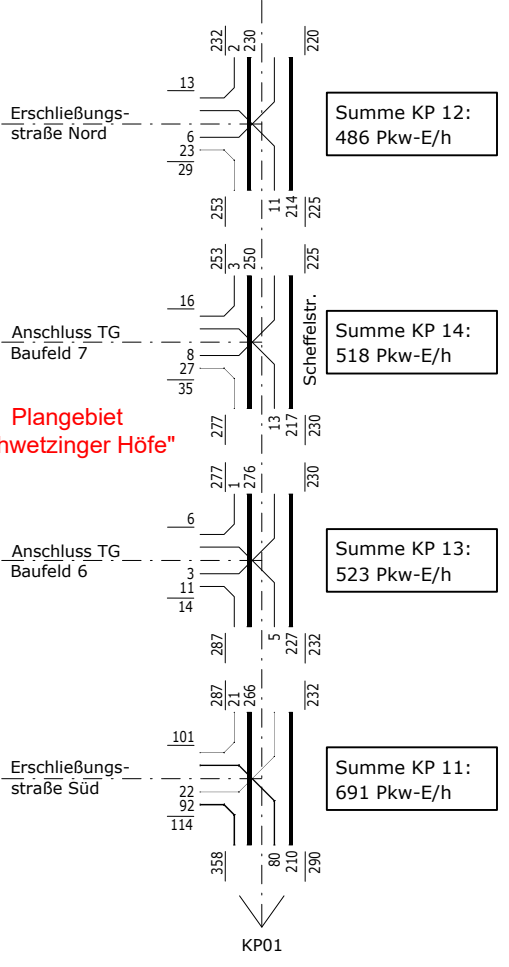 232 2 230 220
13
Erschließungs-
straße Nord
6
23
29
253 11 214 225
Summe KP 12:
486 Pkw-E/h
253 3 250 225
16
Anschluss TG
Baufeld 7
8
27
35
277 13 217 230
Scheffelstr.
Summe KP 14:
518 Pkw-E/h
Plangebiet
hwetzinger Höfe"
277 1 276 230
6
Anschluss TG
Baufeld 6
3
11
14
287 5 227 232
Summe KP 13:
523 Pkw-E/h
287 21 266 232
101
Erschließungs-
straße Süd
22
92
114
358 80 210 290
Summe KP 11:
691 Pkw-E/h
KP01